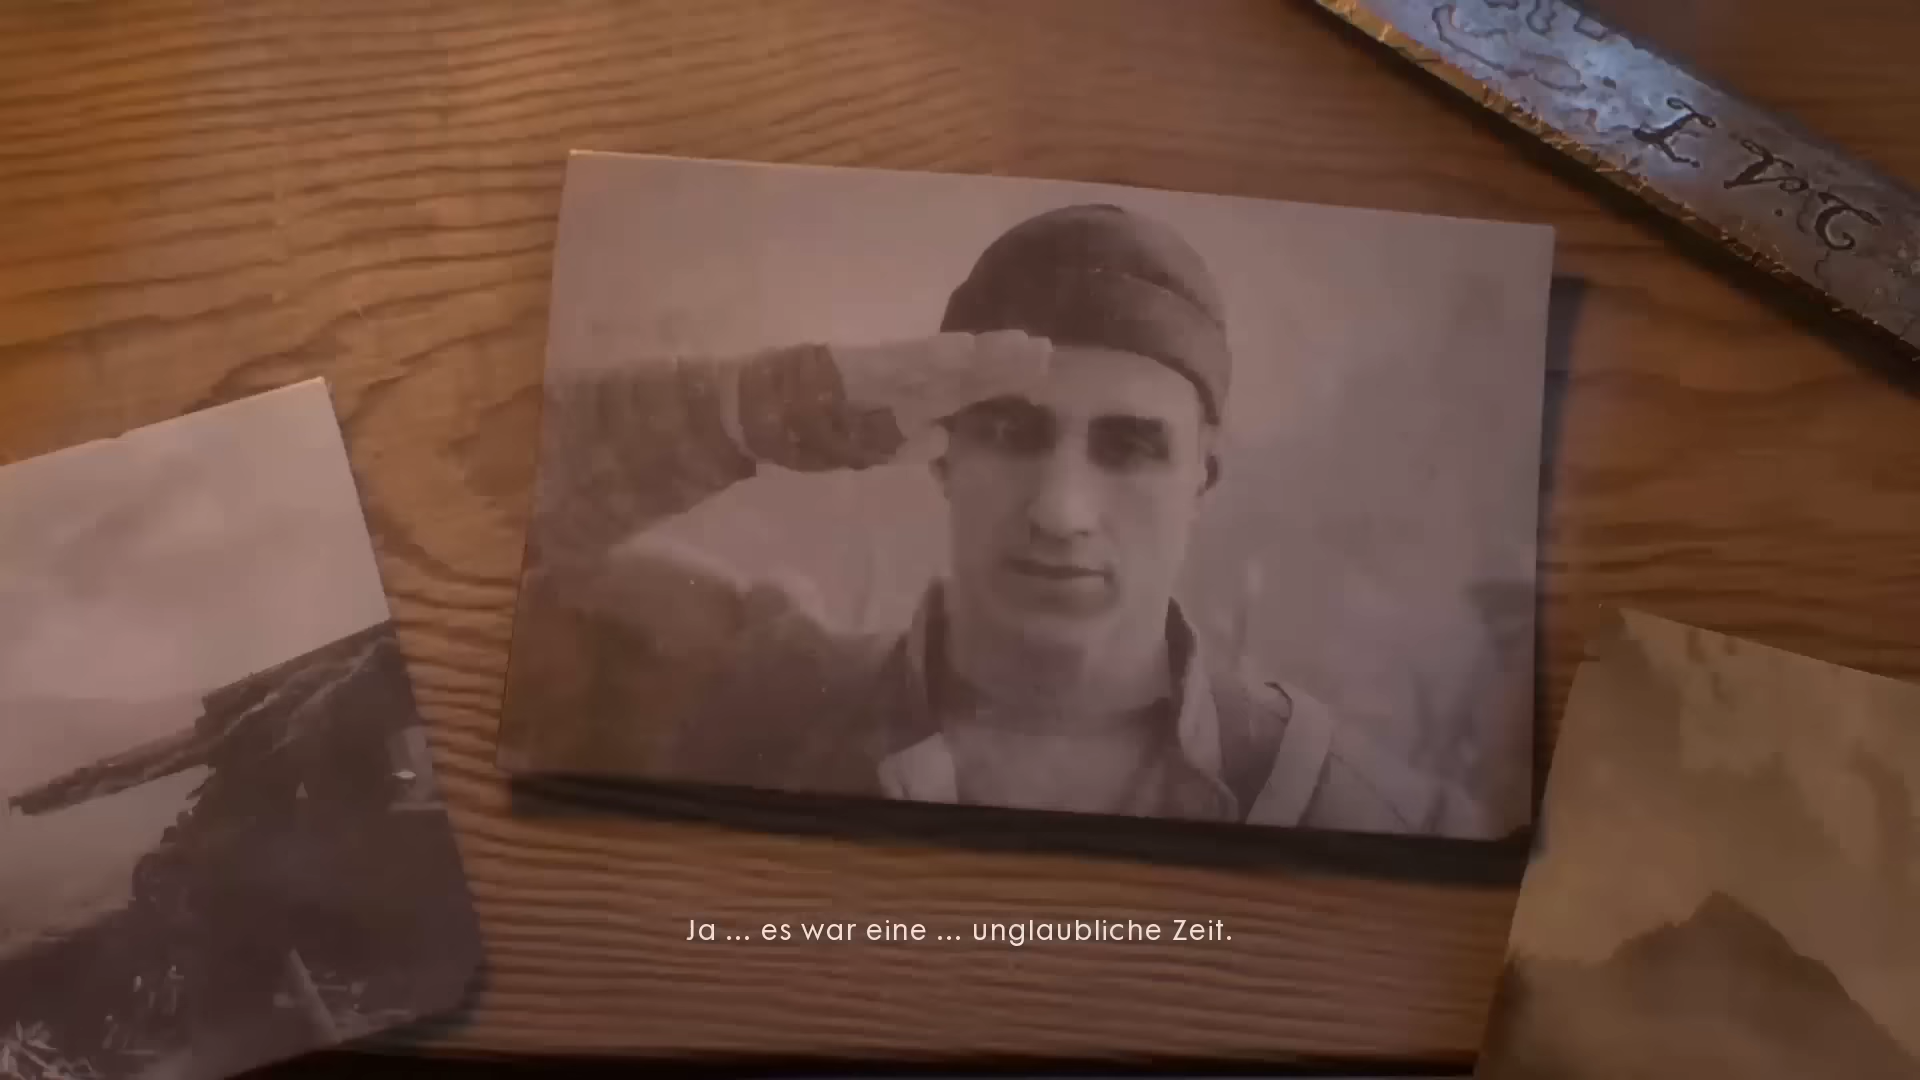 I.V.G
Ja ... es war eine ... unglaubliche Zeit.